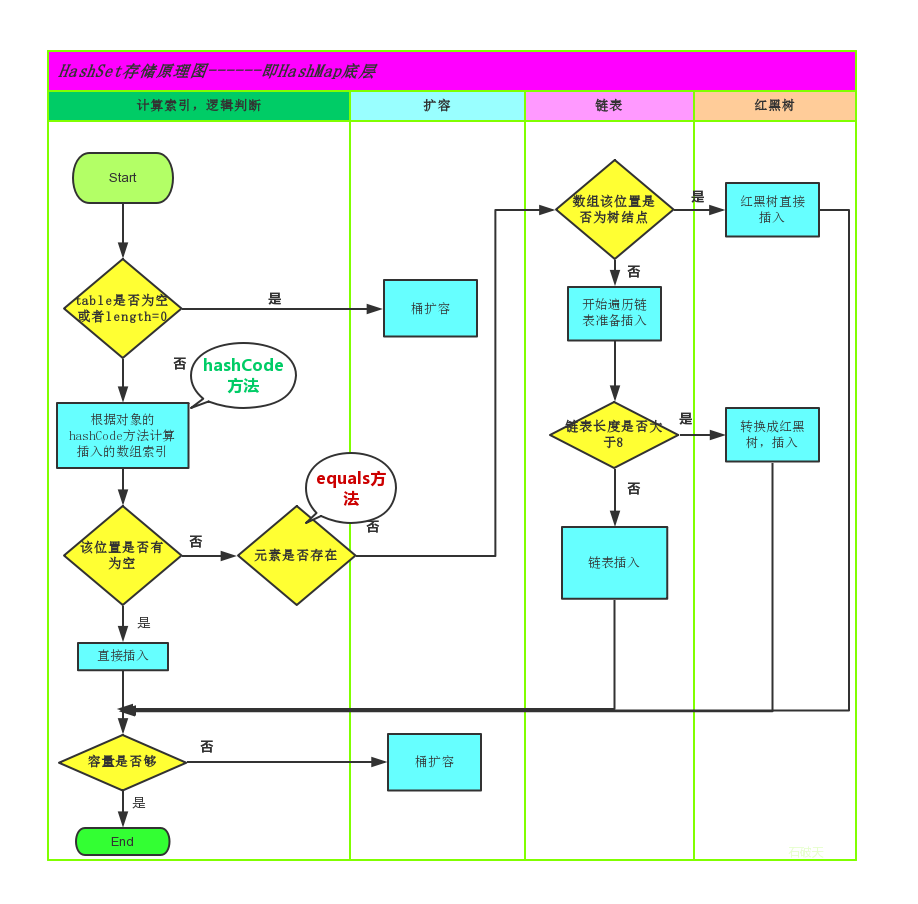 HashSet存储原理图------即HashMap底层
计算索引，逻辑判断
扩容
链表
红黑树
Start
数组该位置是
否为树结点
是
红黑树直接
插入
否
table是否为空
或者length=0
是
桶扩容
开始遍历链
表准备插入
否
hashCode
方法
根据对象的
hashCode方法计算
插入的数组索引
链表长度是否大
于8
是
转换成红黑
树，插入
否
equals方
法
否
该位置是否有
为空
否
元素是否存在
链表插入
是
直接插入
容量是否够
否
桶扩容
是
End
石破天